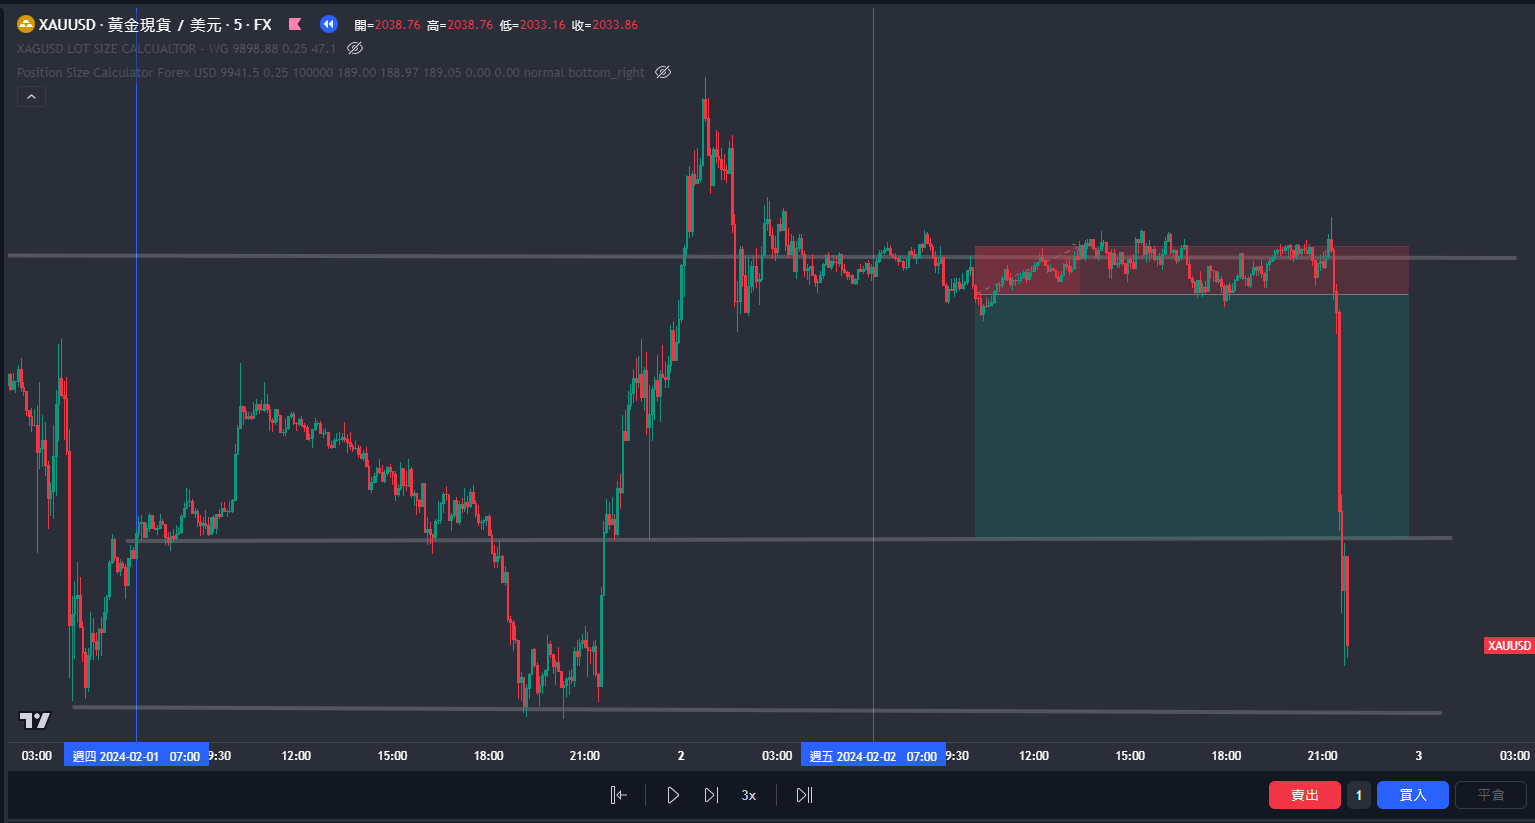 XAUUSD · 黃金現貨 / 美元 · 5 · FX 開=2038.76 高=2038.76 低=2033.16 收=2033.86
XAGUSD LOT SIZE CALCUALTOR - WG 9898.88 0.25 47.1
Position Size Calculator Forex USD 9941.5 0.25 100000 189.00 188.97 189.05 0.00 0.00 normal bottom_right
XAUUSD
03:00 週四 2024-02-01 07:00 9:30 12:00 15:00 18:00 21:00 2 03:00 週五 2024-02-02 07:00 9:30 12:00 15:00 18:00 21:00 3 03:00
3x 賣出 1 買入 平倉